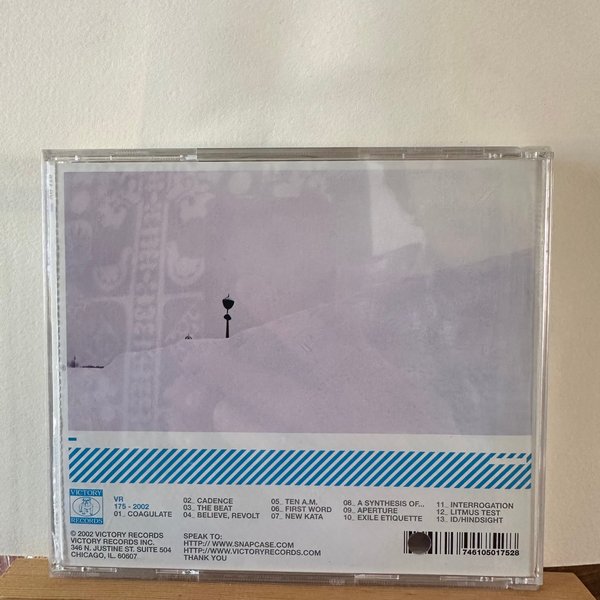 VICTORY
RECORDS
VR
175 - 2002
01_ COAGULATE
02_ CADENCE
03_ THE BEAT
04_ BELIEVE, REVOLT
05_ TEN A.M.
06_ FIRST WORD
07_ NEW KATA
08_ A SYNTHESIS OF...
09_ APERTURE
10_ EXILE ETIQUETTE
11_ INTERROGATION
12_ LITMUS TEST
13_ ID/HINDSIGHT
© 2002 VICTORY RECORDS
VICTORY RECORDS INC.
346 N. JUSTINE ST. SUITE 504
CHICAGO, IL. 60607.
SPEAK TO:
HTTP:// WWW.SNAPCASE.COM
HTTP://WWW.VICTORYRECORDS.COM
THANK YOU
746105017528